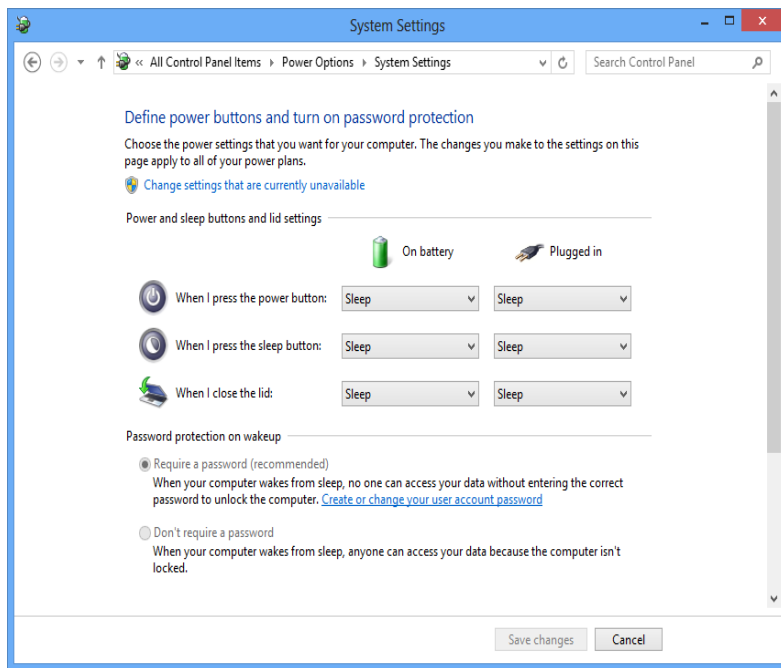 System Settings
« All Control Panel Items Power Options System Settings Search Control Panel
Define power buttons and turn on password protection
Choose the power settings that you want for your computer. The changes you make to the settings on this
page apply to all of your power plans.
Change settings that are currently unavailable
Power and sleep buttons and lid settings
On battery Plugged in
When I press the power button: Sleep Sleep
When I press the sleep button: Sleep Sleep
When I close the lid: Sleep Sleep
Password protection on wakeup
Require a password (recommended)
When your computer wakes from sleep, no one can access your data without entering the correct
password to unlock the computer. Create or change your user account password
Don't require a password
When your computer wakes from sleep, anyone can access your data because the computer isn't
locked.
Save changes Cancel